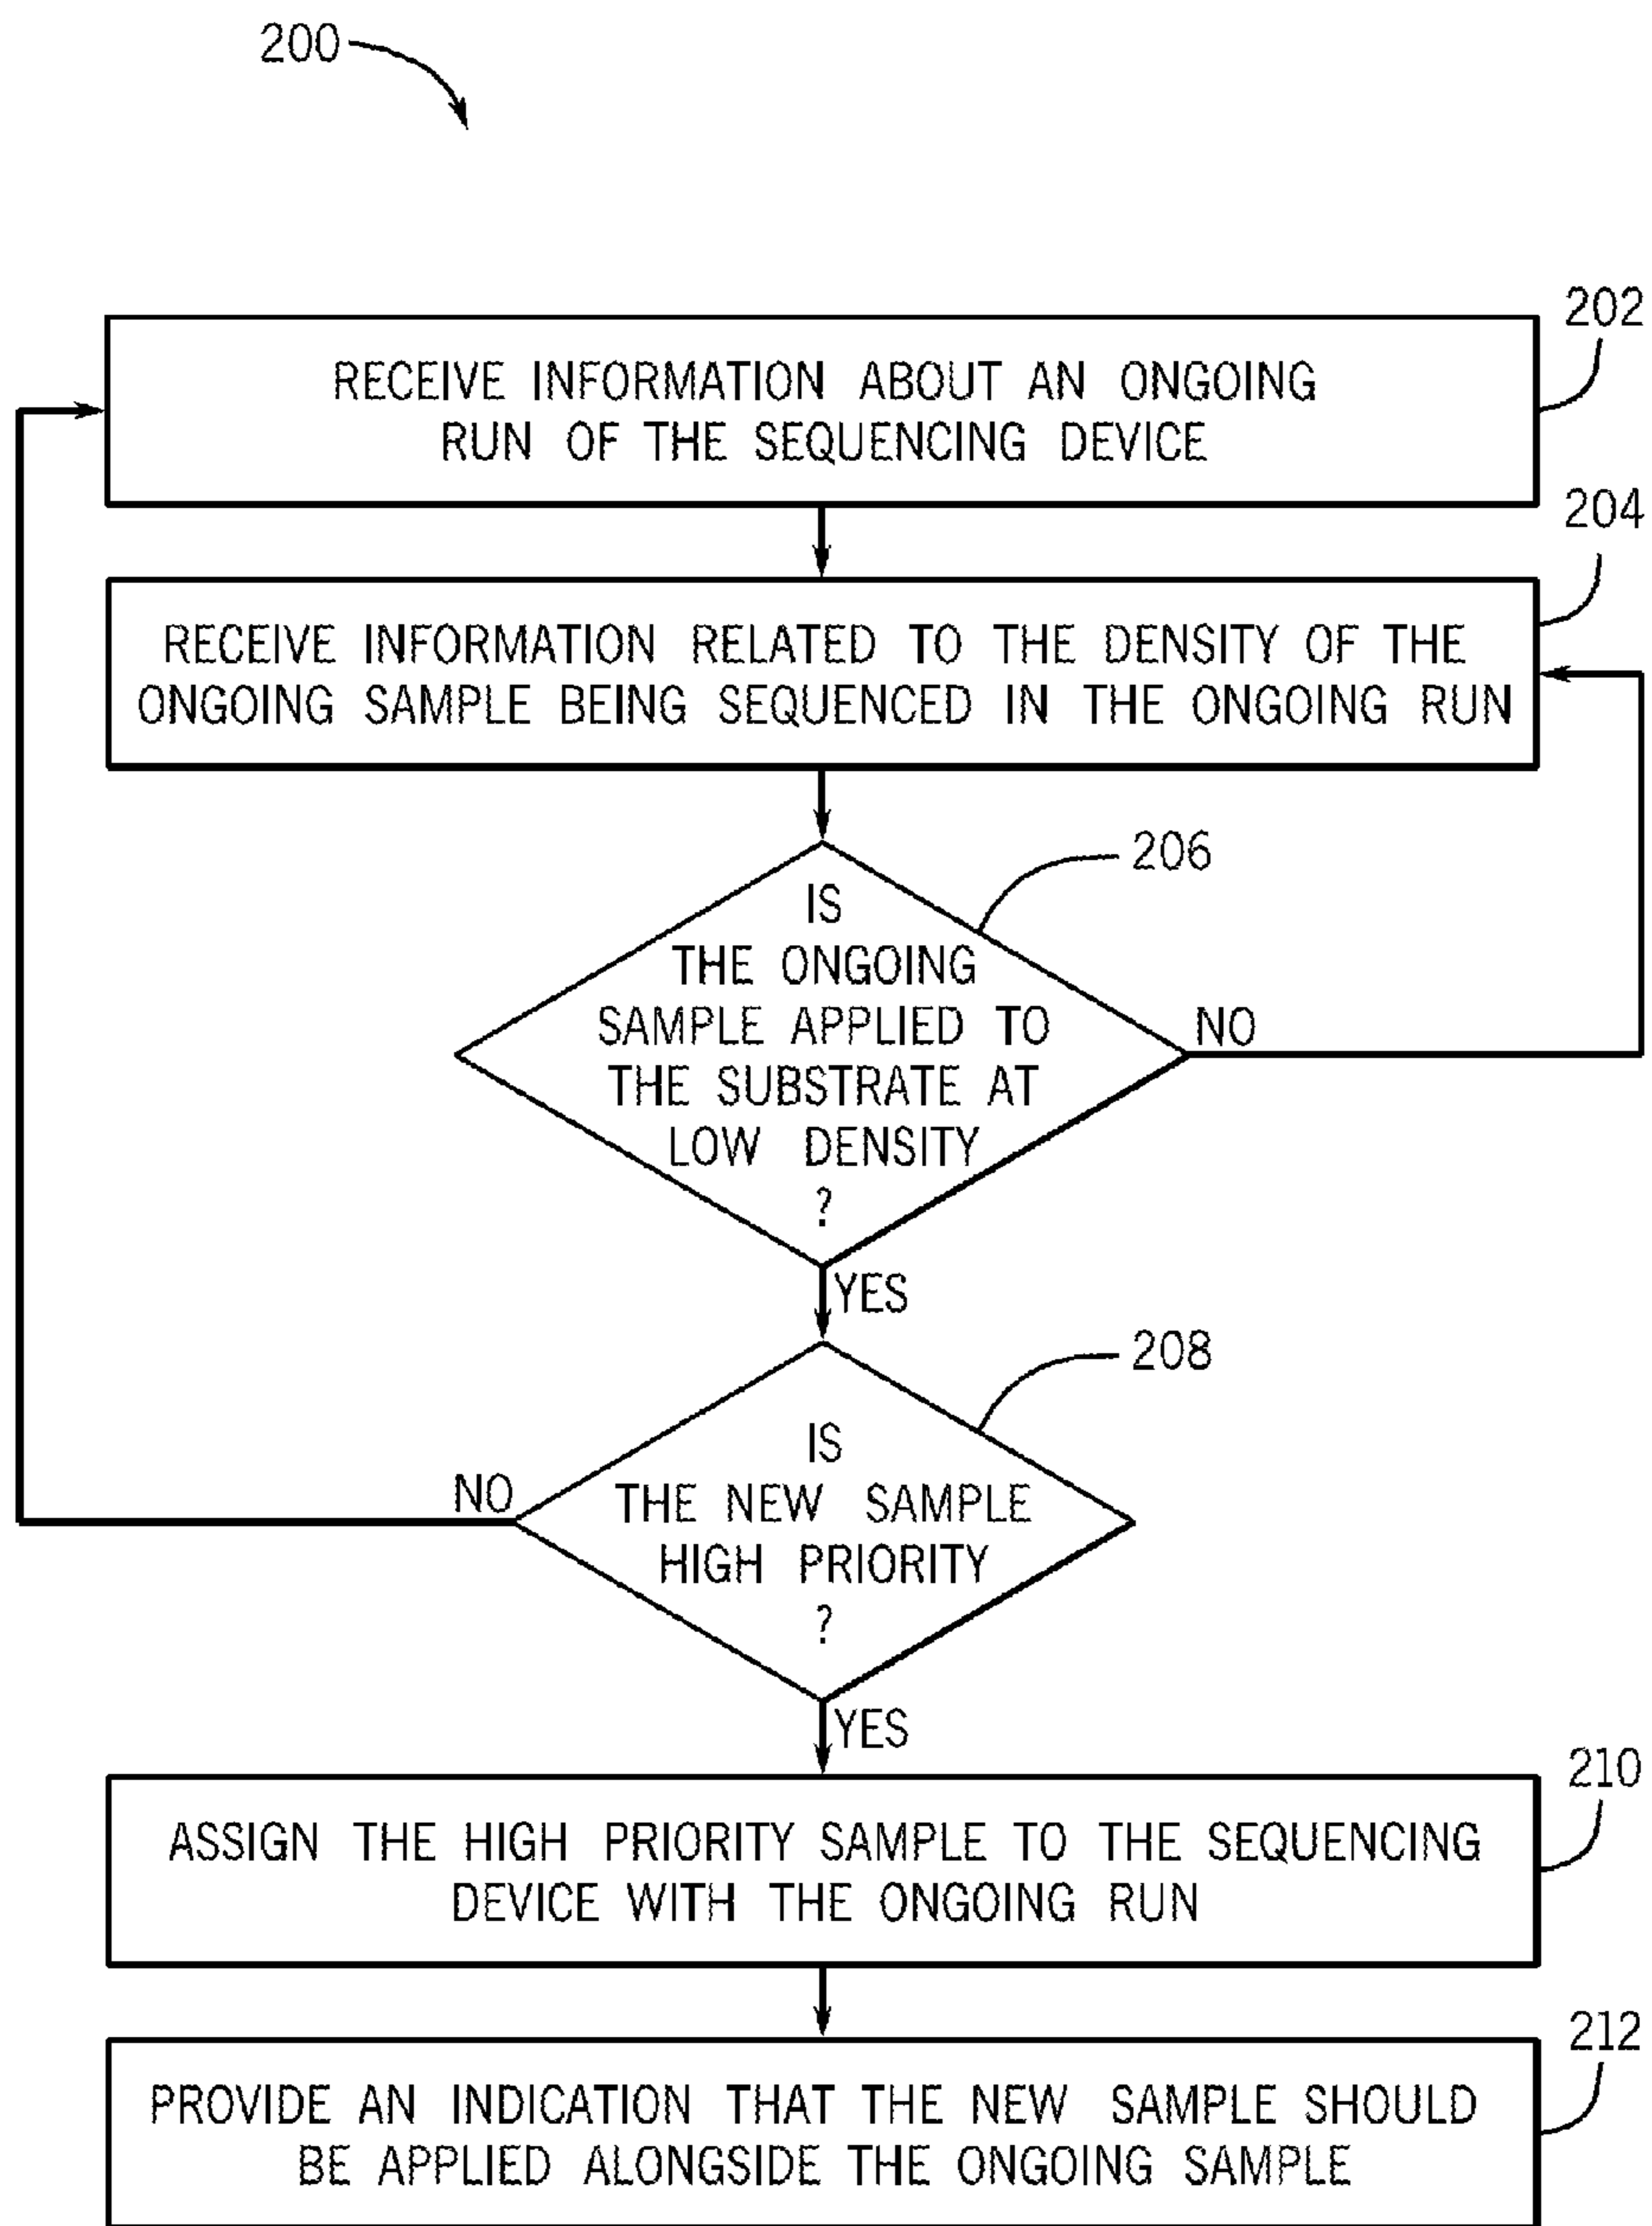 200
202
RECEIVE INFORMATION ABOUT AN ONGOING
RUN OF THE SEQUENCING DEVICE
204
RECEIVE INFORMATION RELATED TO THE DENSITY OF THE
ONGOING SAMPLE BEING SEQUENCED IN THE ONGOING RUN
206
IS
THE ONGOING
SAMPLE APPLIED TO
THE SUBSTRATE AT
LOW DENSITY
?
NO
YES
208
IS
THE NEW SAMPLE
HIGH PRIORITY
?
NO
YES
210
ASSIGN THE HIGH PRIORITY SAMPLE TO THE SEQUENCING
DEVICE WITH THE ONGOING RUN
212
PROVIDE AN INDICATION THAT THE NEW SAMPLE SHOULD
BE APPLIED ALONGSIDE THE ONGOING SAMPLE